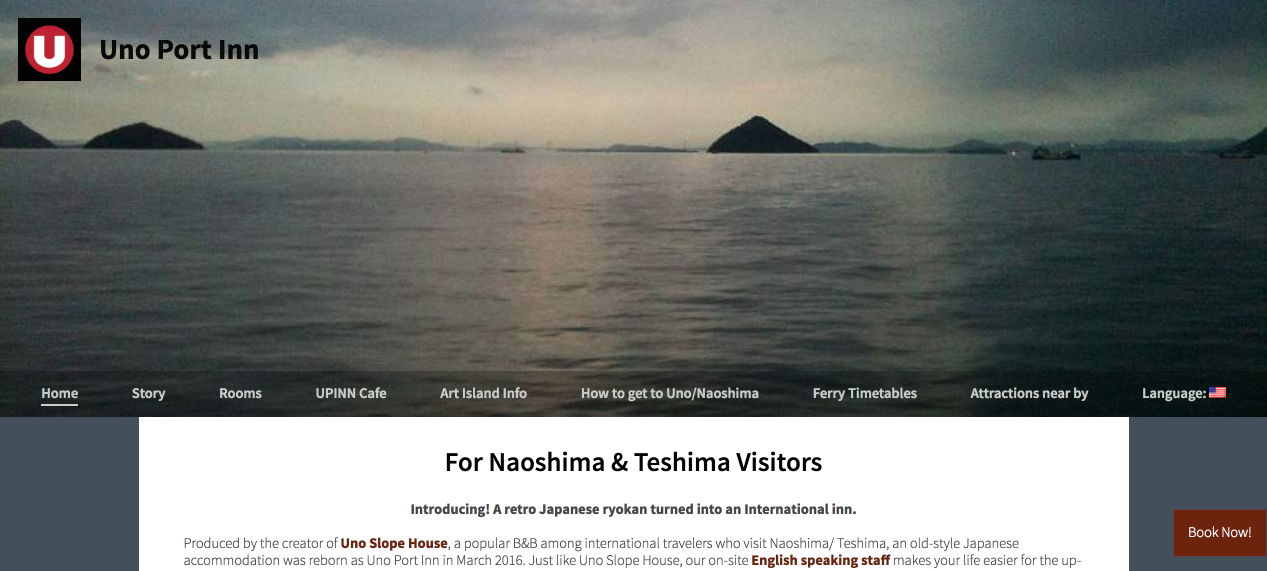 U
Uno Port Inn
Home Story Rooms UPINN Cafe Art Island Info How to get to Uno/Naoshima Ferry Timetables Attractions near by Language:
For Naoshima & Teshima Visitors
Introducing! A retro Japanese ryokan turned into an International inn.
Produced by the creator of Uno Slope House, a popular B&B among international travelers who visit Naoshima/ Teshima, an old-style Japanese
accommodation was reborn as Uno Port Inn in March 2016. Just like Uno Slope House, our on-site English speaking staff makes your life easier for the up-
Book Now!